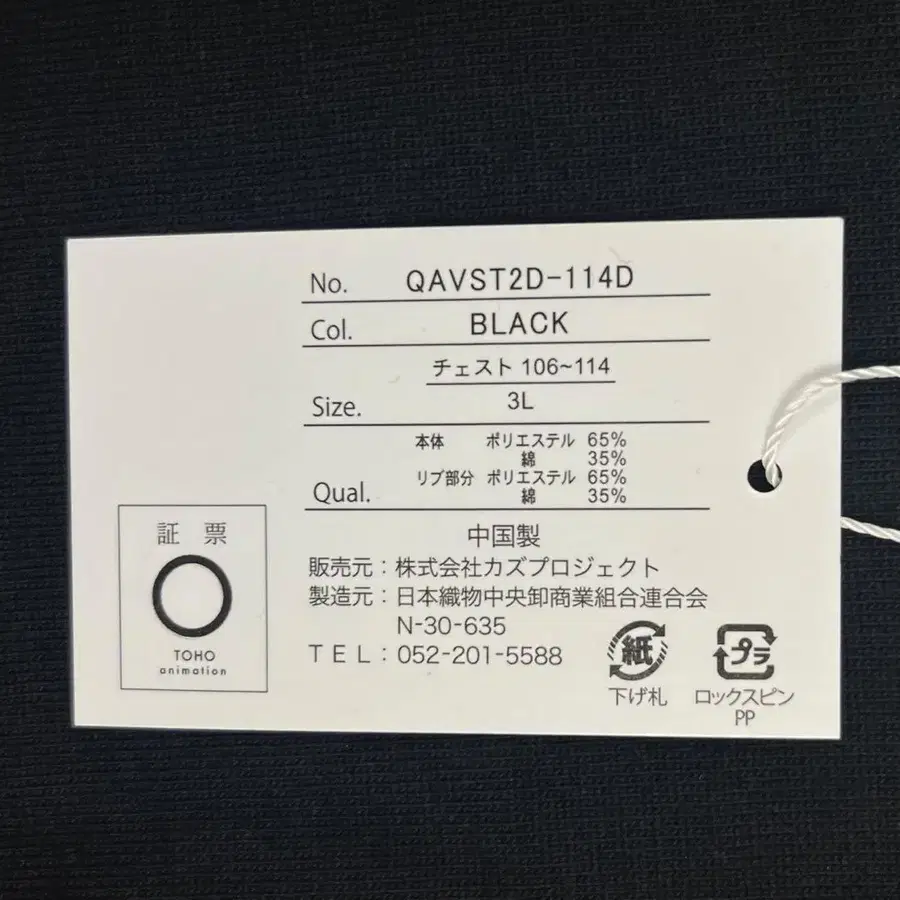 No. QAVST2D-114D
Col. BLACK
チェスト 106~114
Size. 3L
本体 ポリエステル 65%
綿 35%
リブ部分 ポリエステル 65%
綿 35%
Qual.
中国製
販売元：株式会社カズプロジェクト
製造元：日本織物中央卸商業組合連合会
N-30-635
TEL：052-201-5588
証票
TOHO
animation
紙
下げ札
プラ
ロックスピン
PP